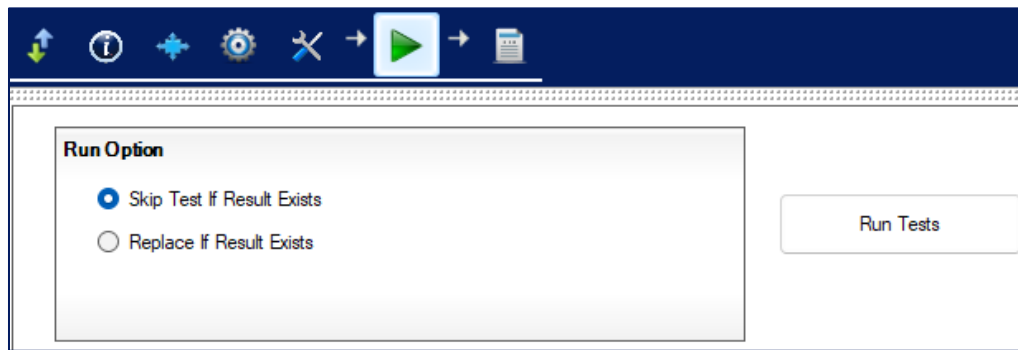 Run Option
Skip Test If Result Exists
Replace If Result Exists
Run Tests